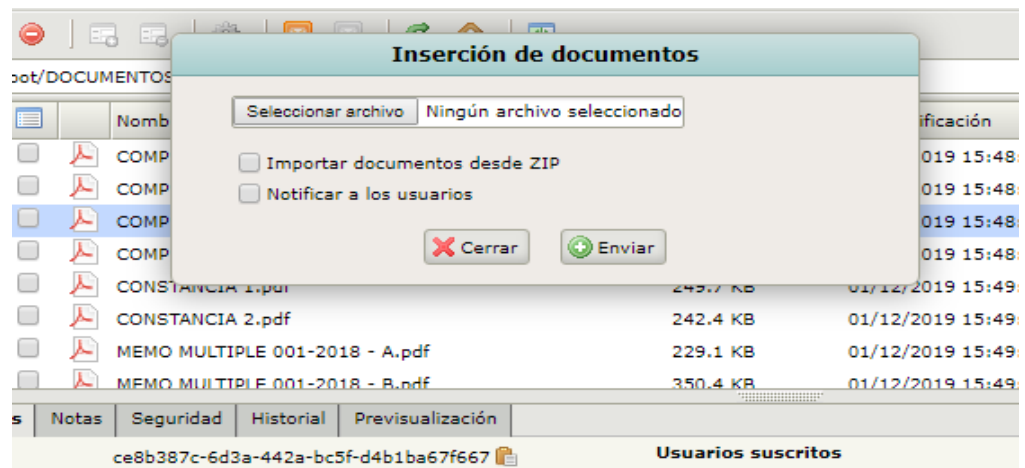 Inserción de documentos
oot/DOCUMENTOS
Seleccionar archivo Ningún archivo seleccionado
Nomb ificación
Importar documentos desde ZIP
COMP 019 15:48:
Notificar a los usuarios
COMP 019 15:48:
COMP 019 15:48:
Cerrar Enviar
COMP 019 15:48:
CONSTANCIA 1.pdf 249.7 KB 01/12/2019 15:49:
CONSTANCIA 2.pdf 242.4 KB 01/12/2019 15:49:
MEMO MULTIPLE 001-2018 - A.pdf 229.1 KB 01/12/2019 15:49:
MEMO MULTIPLE 001-2018 - B.pdf 350.4 KB 01/12/2019 15:49:
s Notas Seguridad Historial Previsualización
ce8b387c-6d3a-442a-bc5f-d4b1ba67f667 Usuarios suscritos